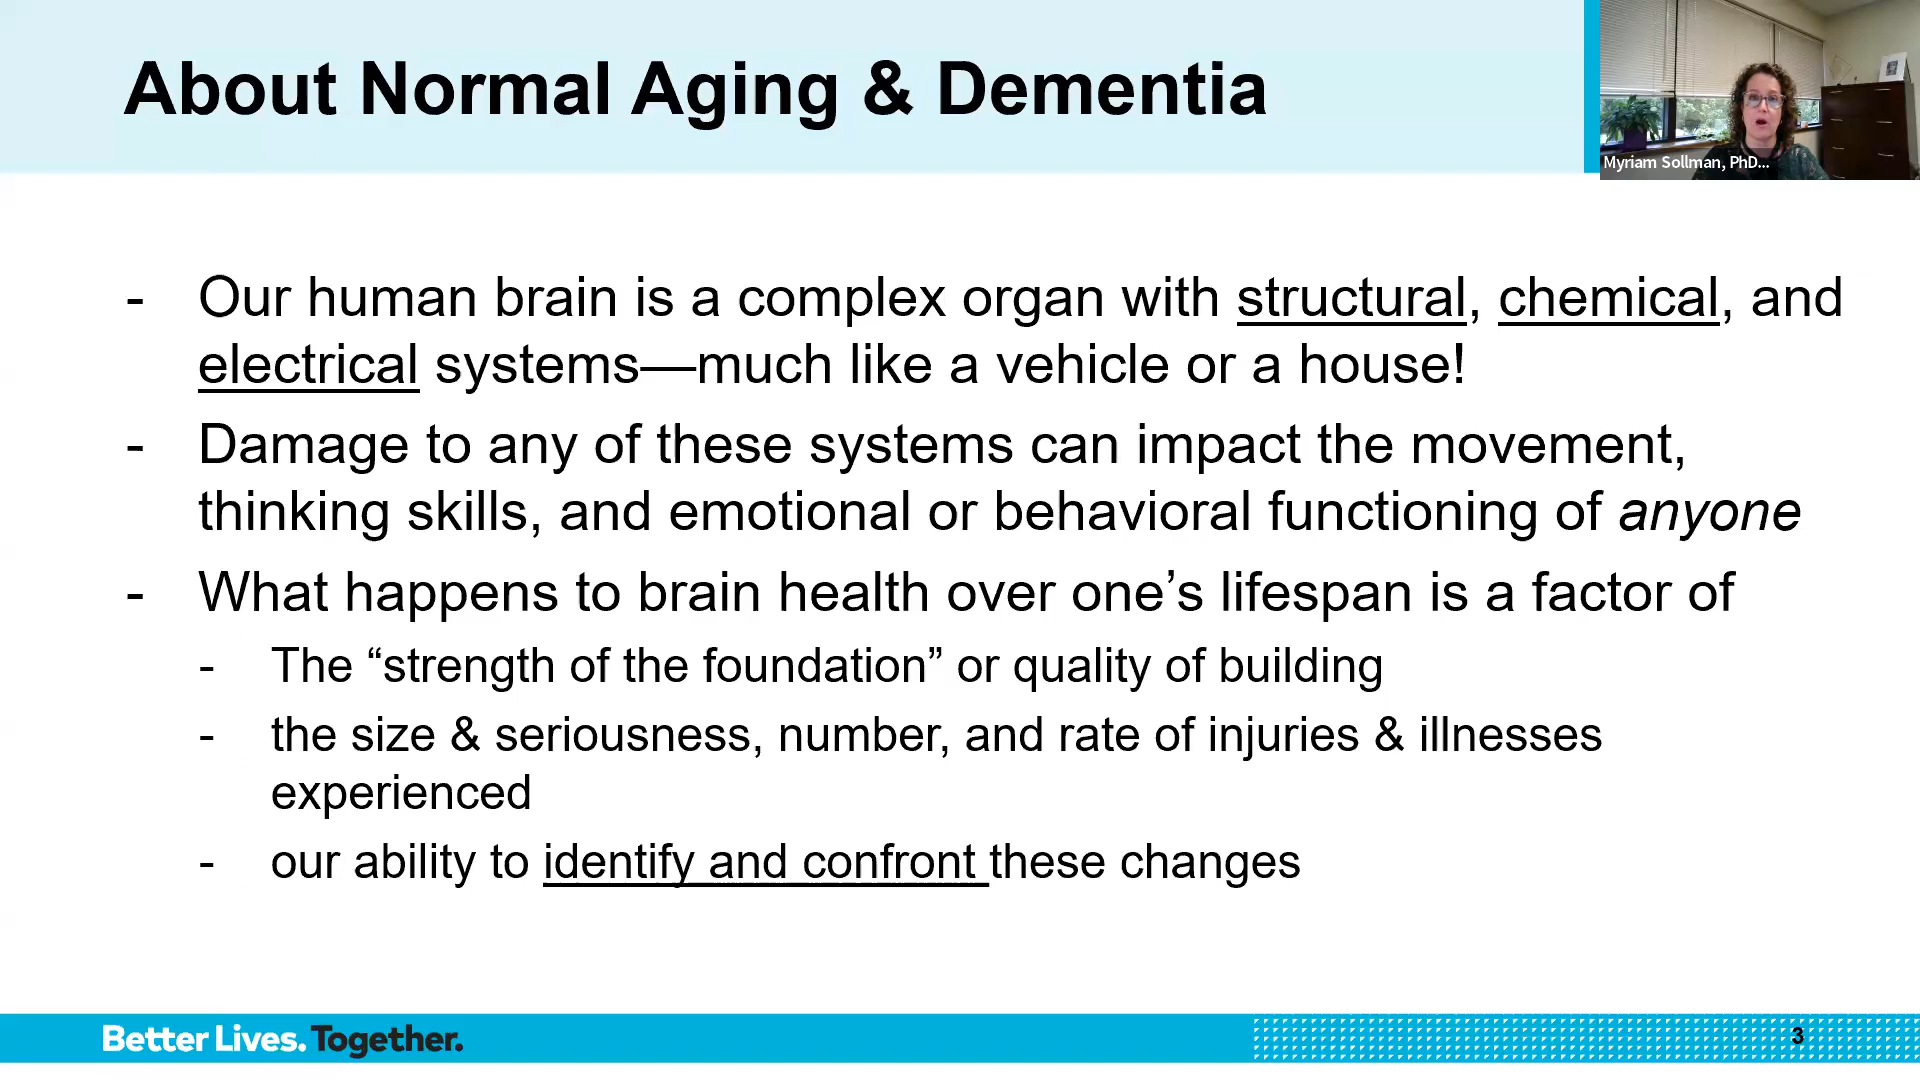 About Normal Aging & Dementia
Myriam Sollman, PhD...
- Our human brain is a complex organ with structural, chemical, and
electrical systems—much like a vehicle or a house!
- Damage to any of these systems can impact the movement,
thinking skills, and emotional or behavioral functioning of anyone
- What happens to brain health over one’s lifespan is a factor of
- The “strength of the foundation” or quality of building
- the size & seriousness, number, and rate of injuries & illnesses
experienced
- our ability to identify and confront these changes
Better Lives. Together.
3